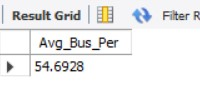 Result Grid Filter R
Avg_Bus_Per
54.6928